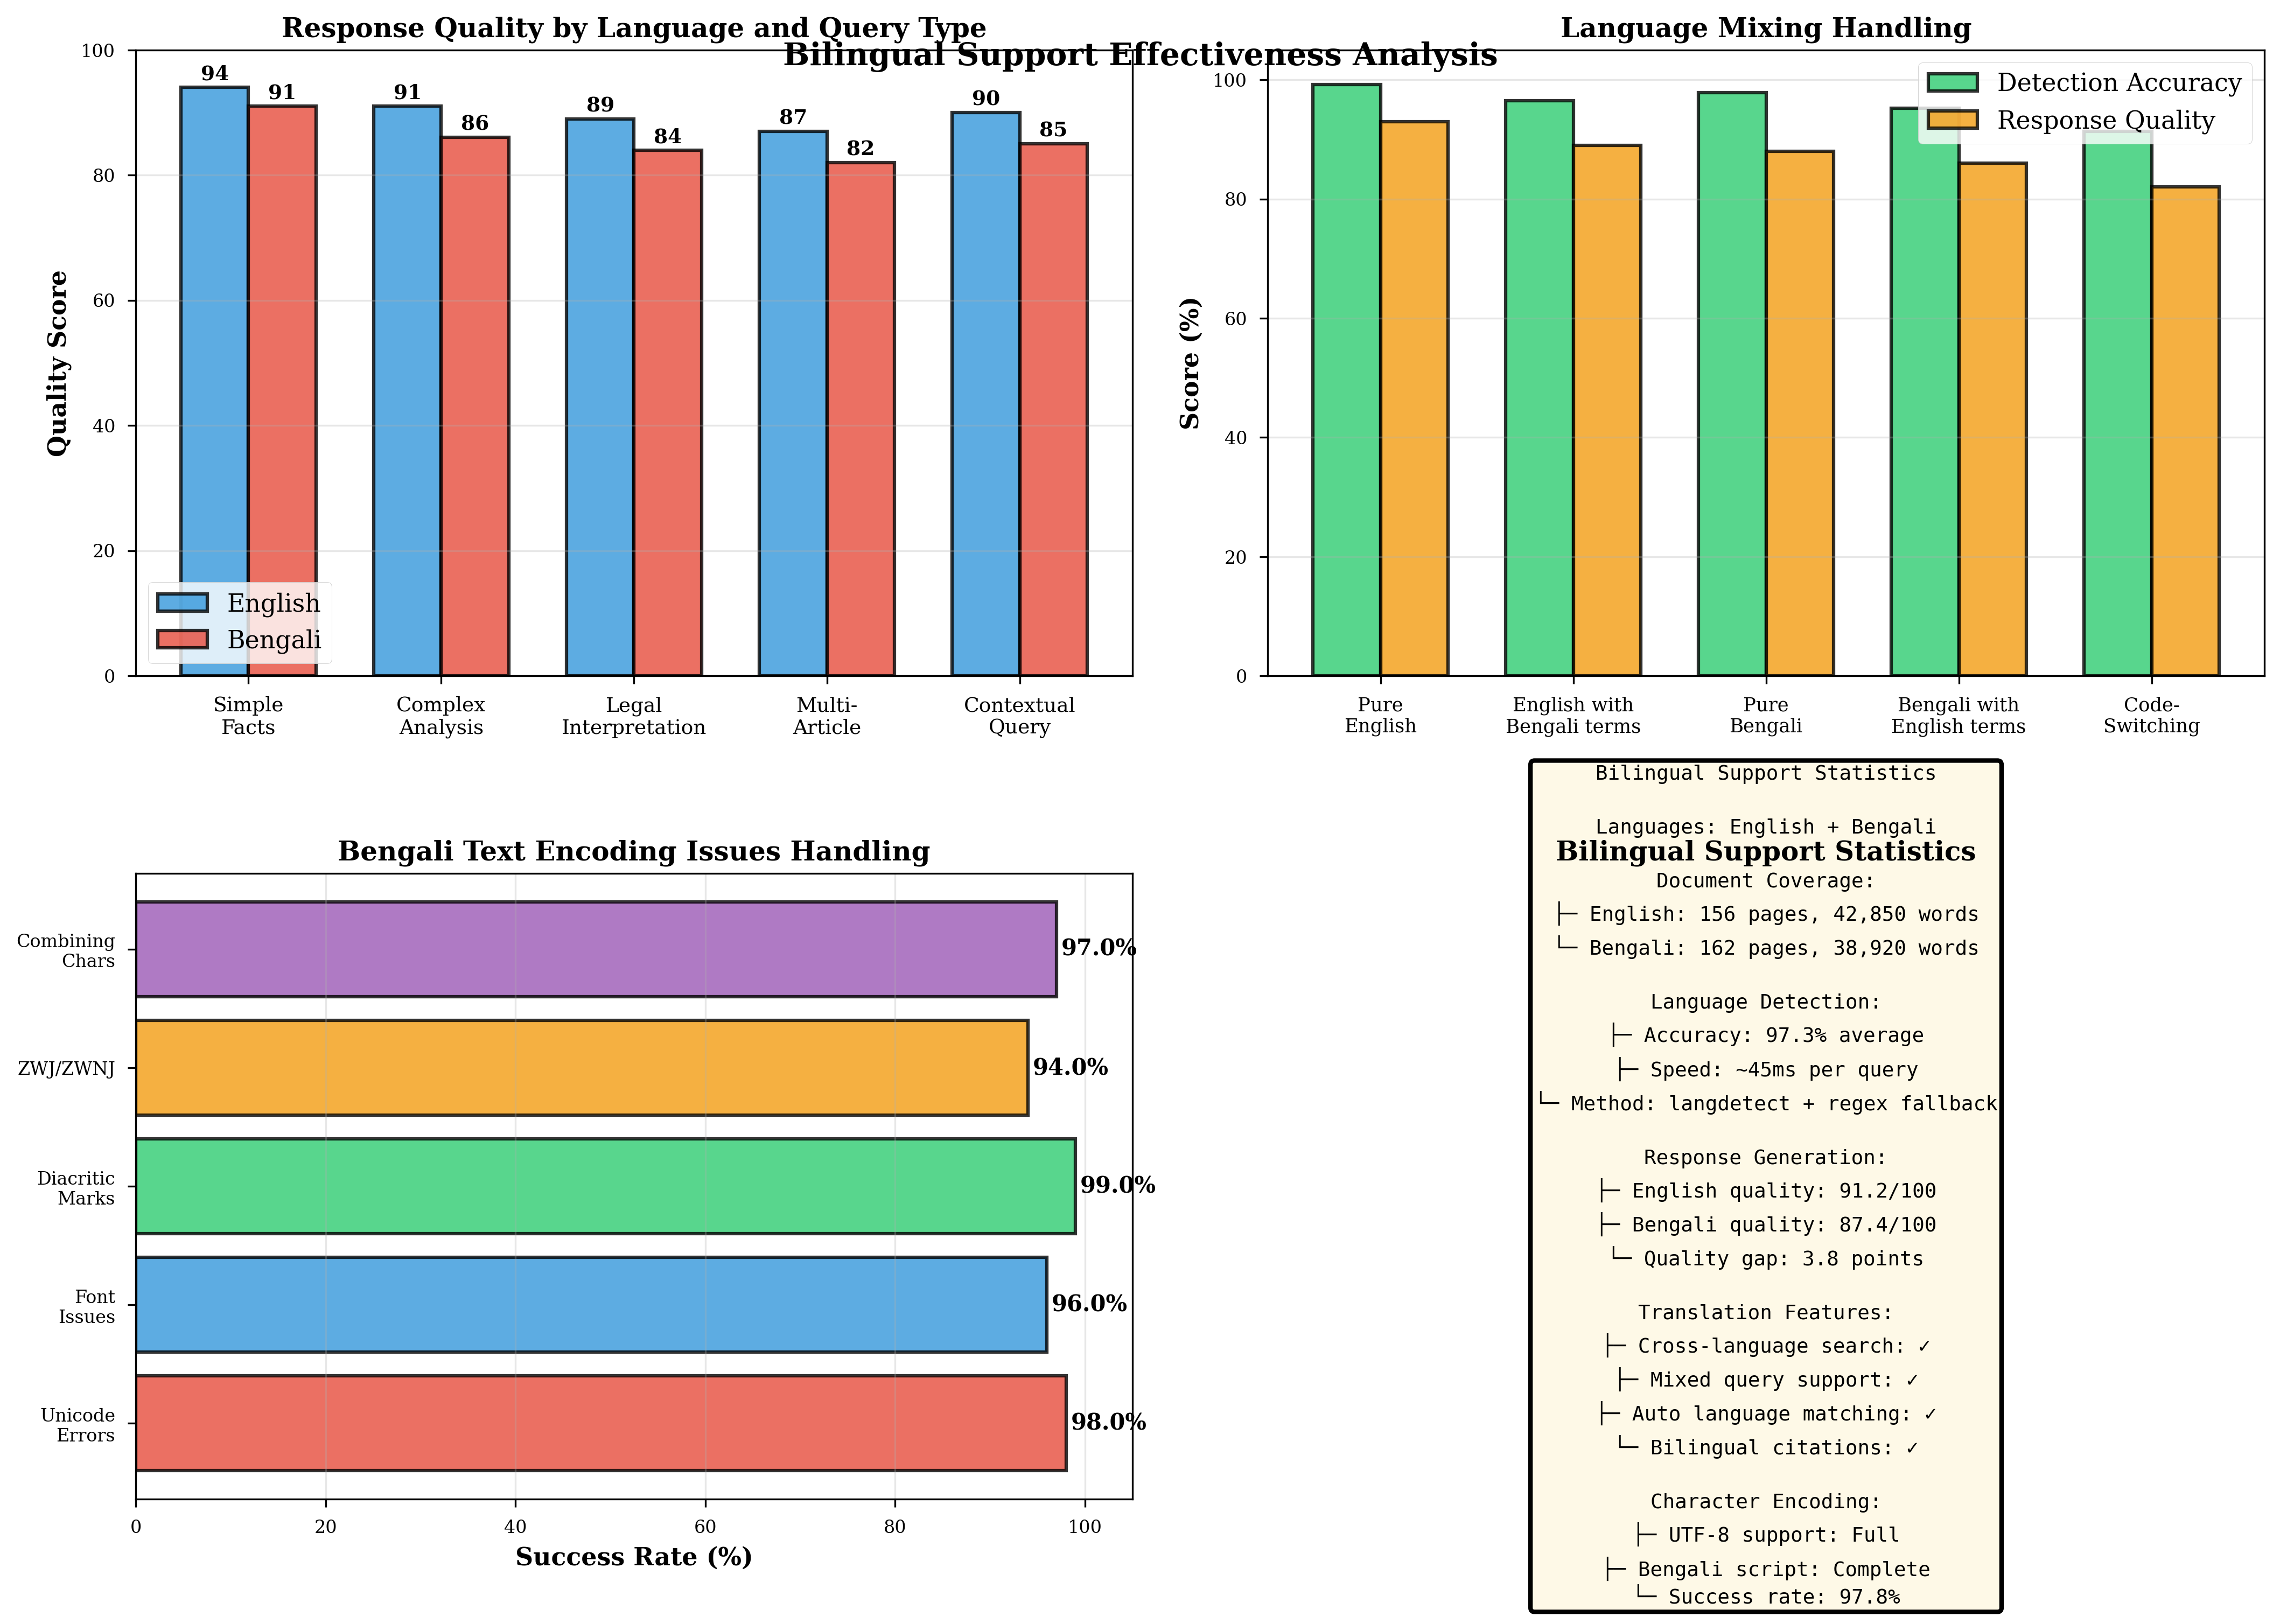 Bilingual Support Effectiveness Analysis
Response Quality by Language and Query Type
Quality Score
100
80
60
40
20
0
94
91
91
86
89
84
87
82
90
85
English
Bengali
Simple
Facts
Complex
Analysis
Legal
Interpretation
Multi-
Article
Contextual
Query
Language Mixing Handling
Score (%)
100
80
60
40
20
0
Detection Accuracy
Response Quality
Pure
English
English with
Bengali terms
Pure
Bengali
Bengali with
English terms
Code-
Switching
Bengali Text Encoding Issues Handling
Combining
Chars
97.0%
ZWJ/ZWNJ
94.0%
Diacritic
Marks
99.0%
Font
Issues
96.0%
Unicode
Errors
98.0%
0
20
40
60
80
100
Success Rate (%)
Bilingual Support Statistics
Languages: English + Bengali
Bilingual Support Statistics
Document Coverage:
├─ English: 156 pages, 42,850 words
└─ Bengali: 162 pages, 38,920 words
Language Detection:
├─ Accuracy: 97.3% average
├─ Speed: ~45ms per query
└─ Method: langdetect + regex fallback
Response Generation:
├─ English quality: 91.2/100
├─ Bengali quality: 87.4/100
└─ Quality gap: 3.8 points
Translation Features:
├─ Cross-language search: ✓
├─ Mixed query support: ✓
├─ Auto language matching: ✓
└─ Bilingual citations: ✓
Character Encoding:
├─ UTF-8 support: Full
├─ Bengali script: Complete
└─ Success rate: 97.8%